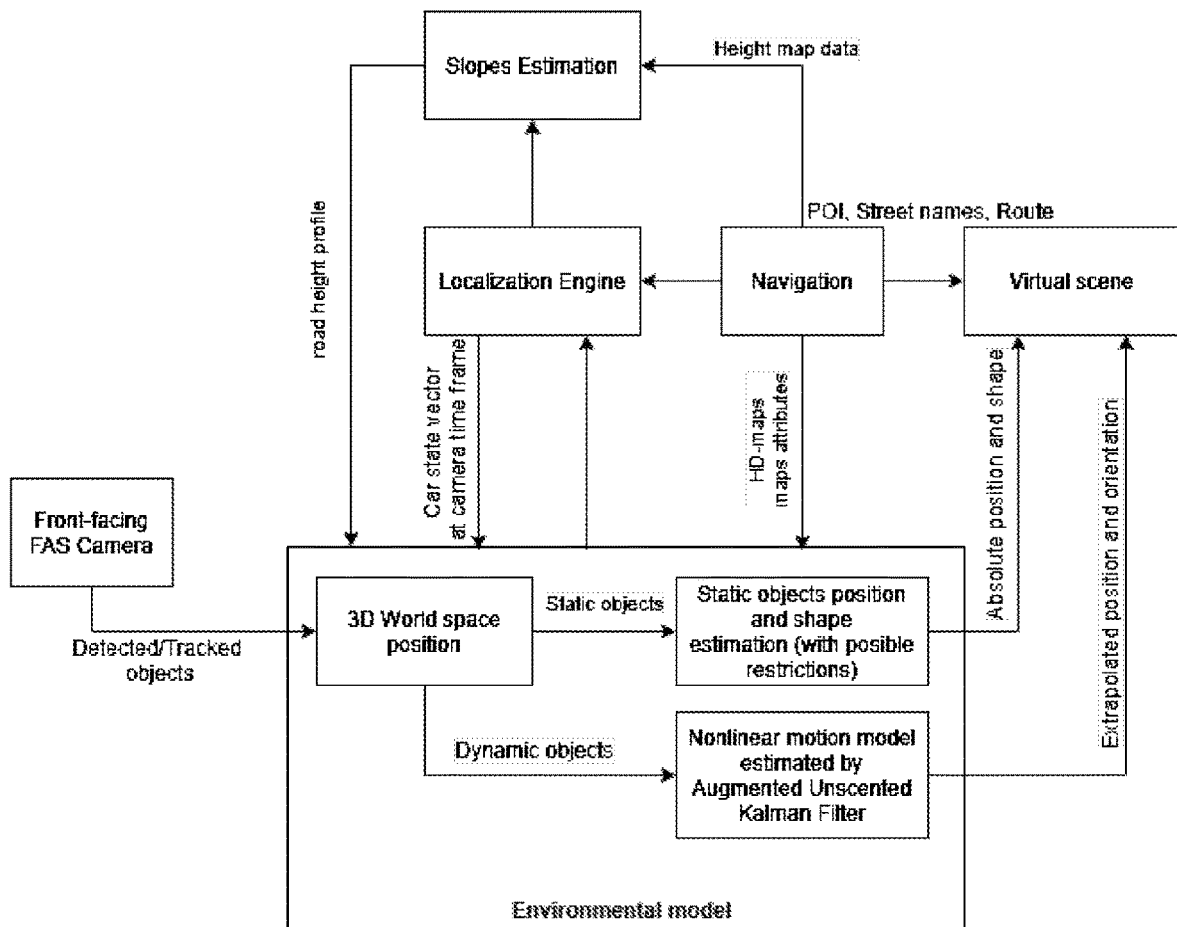 Height map data
Slopes Estimation
road height profile
POI, Street names, Route
Localization Engine
Navigation
Virtual scene
Car state vector
at camera time frame
HD-maps
maps attributes
Absolute position and shape
Extrapolated position and orientation
Front-facing
FAS Camera
Detected/Tracked
objects
3D World space
position
Static objects
Static objects position
and shape
estimation (with posible
restrictions)
Dynamic objects
Nonlinear motion model
estimated by
Augmented Unscented
Kalman Filter
Environmental model